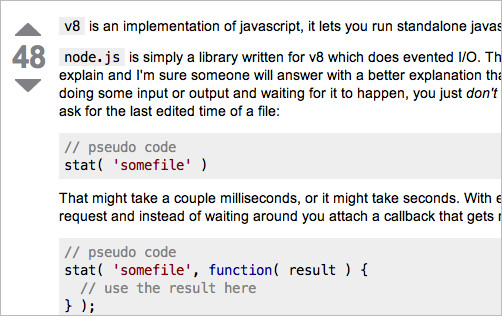 v8 is an implementation of javascript, it lets you run standalone
48
node.js is simply a library written for v8 which does evented I/O.
explain and I'm sure someone will answer with a better explanation
doing some input or output and waiting for it to happen, you just don't
ask for the last edited time of a file:
// pseudo code
stat( 'somefile' )
That might take a couple milliseconds, or it might take seconds. With
request and instead of waiting around you attach a callback that gets
// pseudo code
stat( 'somefile', function( result ) {
// use the result here
} );